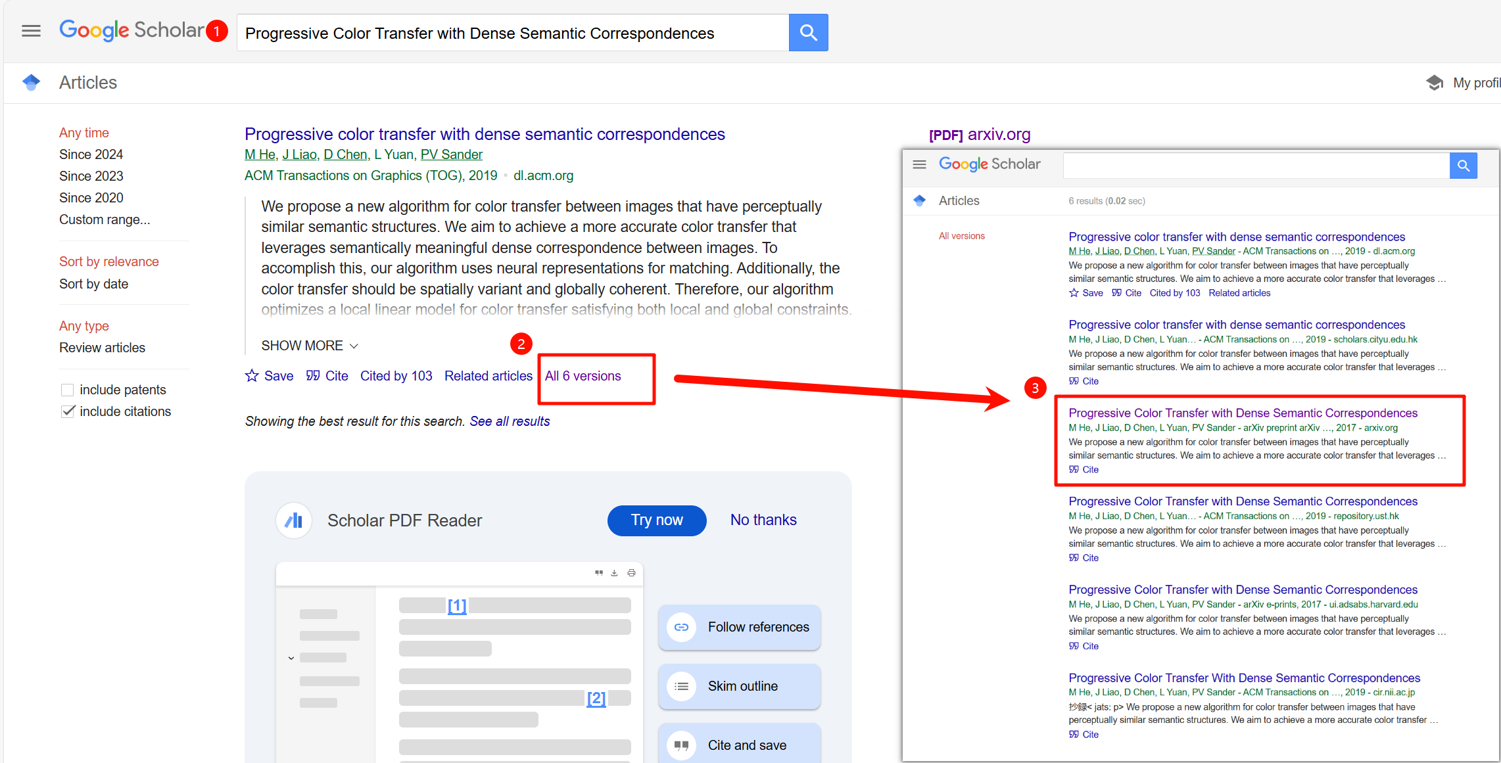 Google Scholar
1
Progressive Color Transfer with Dense Semantic Correspondences
Articles
My profil
Any time
Since 2024
Since 2023
Since 2020
Custom range...
Sort by relevance
Sort by date
Any type
Review articles
include patents
include citations
Progressive color transfer with dense semantic correspondences
M He, J Liao, D Chen, L Yuan, PV Sander
ACM Transactions on Graphics (TOG), 2019 • dl.acm.org
We propose a new algorithm for color transfer between images that have perceptually
similar semantic structures. We aim to achieve a more accurate color transfer that
leverages semantically meaningful dense correspondence between images. To
accomplish this, our algorithm uses neural representations for matching. Additionally, the
color transfer should be spatially variant and globally coherent. Therefore, our algorithm
optimizes a local linear model for color transfer satisfying both local and global constraints.
SHOW MORE
2
Save Cite Cited by 103 Related articles All 6 versions
Showing the best result for this search. See all results
Scholar PDF Reader
Try now
No thanks
[1]
[2]
Follow references
Skim outline
Cite and save
[PDF] arxiv.org
Google Scholar
Articles
6 results (0.02 sec)
All versions
Progressive color transfer with dense semantic correspondences
M He, J Liao, D Chen, L Yuan, PV Sander - ACM Transactions on …, 2019 - dl.acm.org
We propose a new algorithm for color transfer between images that have perceptually
similar semantic structures. We aim to achieve a more accurate color transfer that leverages …
Save Cite Cited by 103 Related articles
Progressive color transfer with dense semantic correspondences
M He, J Liao, D Chen, L Yuan… - ACM Transactions on …, 2019 - scholars.cityu.edu.hk
We propose a new algorithm for color transfer between images that have perceptually
similar semantic structures. We aim to achieve a more accurate color transfer that leverages …
Cite
3
Progressive Color Transfer with Dense Semantic Correspondences
M He, J Liao, D Chen, L Yuan, PV Sander - arXiv preprint arXiv …, 2017 - arxiv.org
We propose a new algorithm for color transfer between images that have perceptually
similar semantic structures. We aim to achieve a more accurate color transfer that leverages …
Cite
Progressive Color Transfer with Dense Semantic Correspondences
M He, J Liao, D Chen, L Yuan… - ACM Transactions on …, 2019 - repository.ust.hk
We propose a new algorithm for color transfer between images that have perceptually
similar semantic structures. We aim to achieve a more accurate color transfer that leverages …
Cite
Progressive Color Transfer with Dense Semantic Correspondences
M He, J Liao, D Chen, L Yuan, PV Sander - arXiv e-prints, 2017 - ui.adsabs.harvard.edu
We propose a new algorithm for color transfer between images that have perceptually
similar semantic structures. We aim to achieve a more accurate color transfer that leverages …
Cite
Progressive Color Transfer With Dense Semantic Correspondences
M He, J Liao, D Chen, L Yuan, PV Sander - ACM Transactions on …, 2019 - cir.nii.ac.jp
抄録< jats: p> We propose a new algorithm for color transfer between images that have
perceptually similar semantic structures. We aim to achieve a more accurate color transfer …
Cite